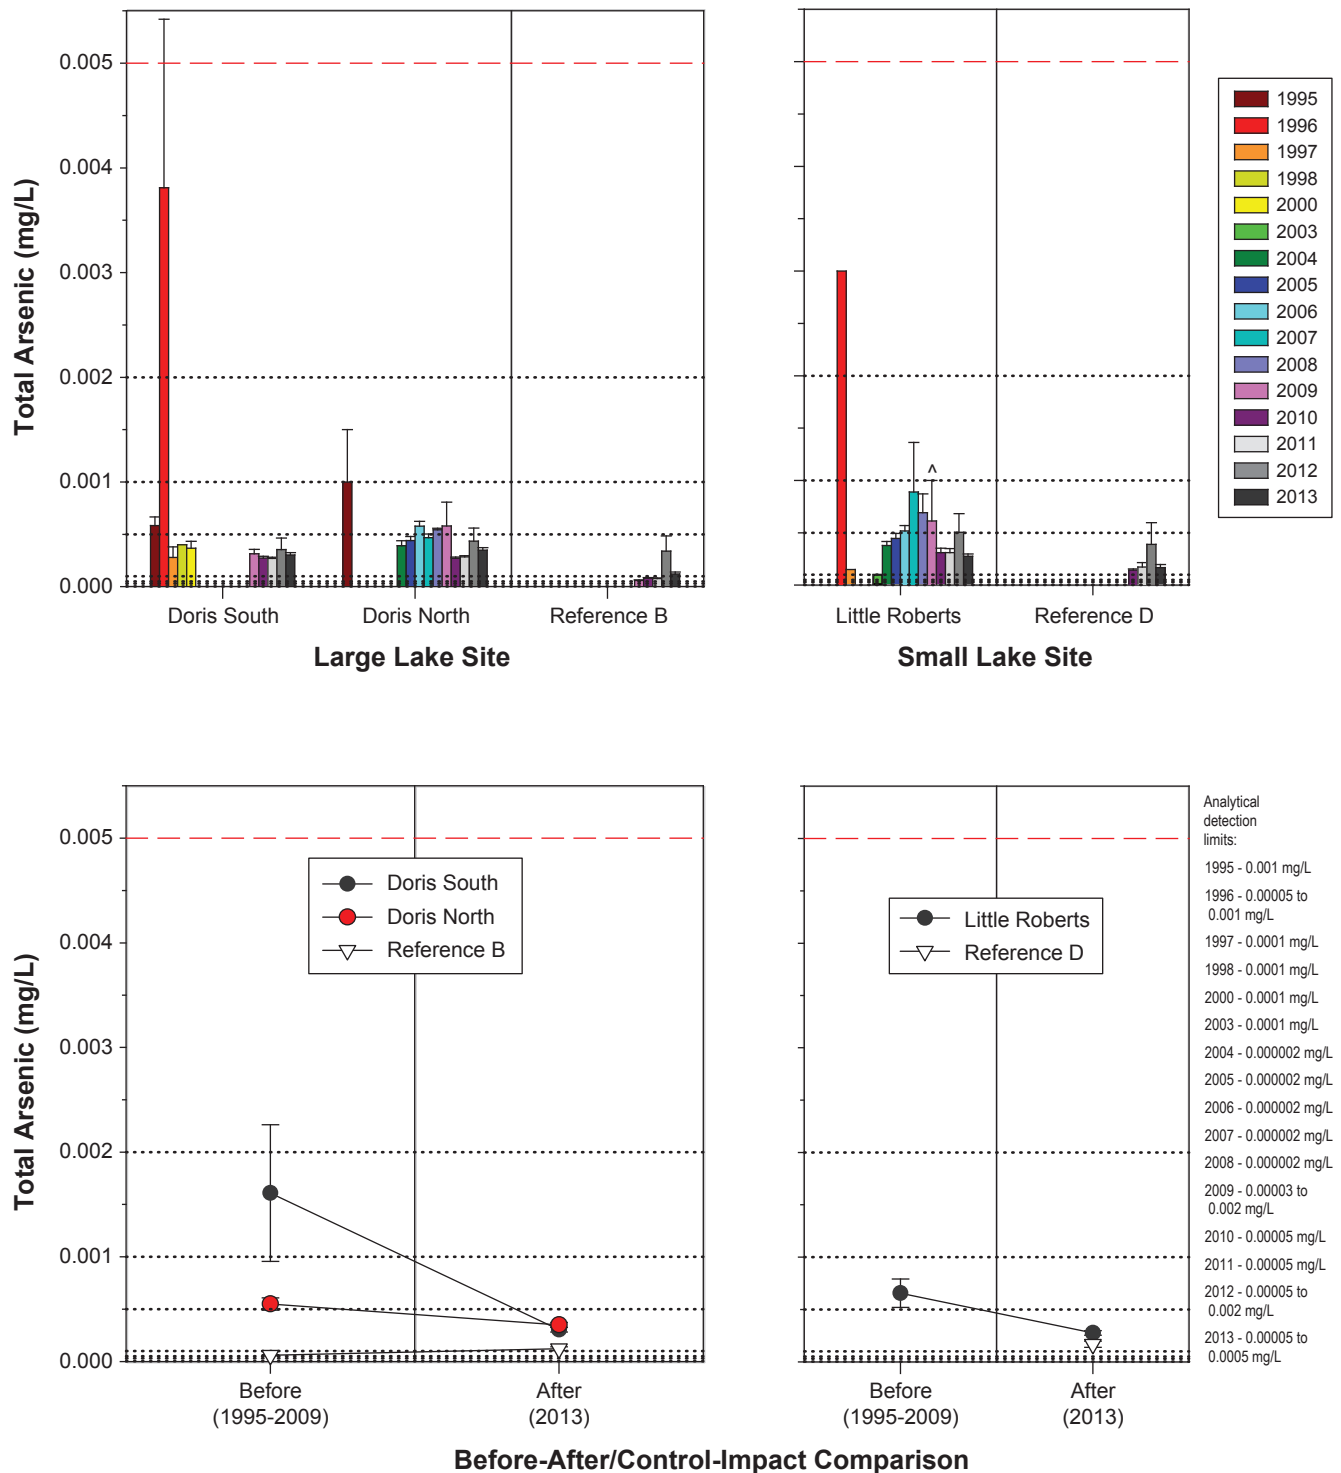 Total Arsenic (mg/L)
0.005
0.004
0.003
0.002
0.001
0.000
Doris South
Doris North
Reference B
Large Lake Site
^
Little Roberts
Reference D
Small Lake Site
1995
1996
1997
1998
2000
2003
2004
2005
2006
2007
2008
2009
2010
2011
2012
2013
Total Arsenic (mg/L)
0.005
0.004
0.003
0.002
0.001
0.000
Doris South
Doris North
Reference B
Before
(1995-2009)
After
(2013)
Little Roberts
Reference D
Before
(1995-2009)
After
(2013)
Before-After/Control-Impact Comparison
Analytical
detection
limits:
1995 - 0.001 mg/L
1996 - 0.00005 to
0.001 mg/L
1997 - 0.0001 mg/L
1998 - 0.0001 mg/L
2000 - 0.0001 mg/L
2003 - 0.0001 mg/L
2004 - 0.000002 mg/L
2005 - 0.000002 mg/L
2006 - 0.000002 mg/L
2007 - 0.000002 mg/L
2008 - 0.000002 mg/L
2009 - 0.00003 to
0.002 mg/L
2010 - 0.00005 mg/L
2011 - 0.00005 mg/L
2012 - 0.00005 to
0.002 mg/L
2013 - 0.00005 to
0.0005 mg/L